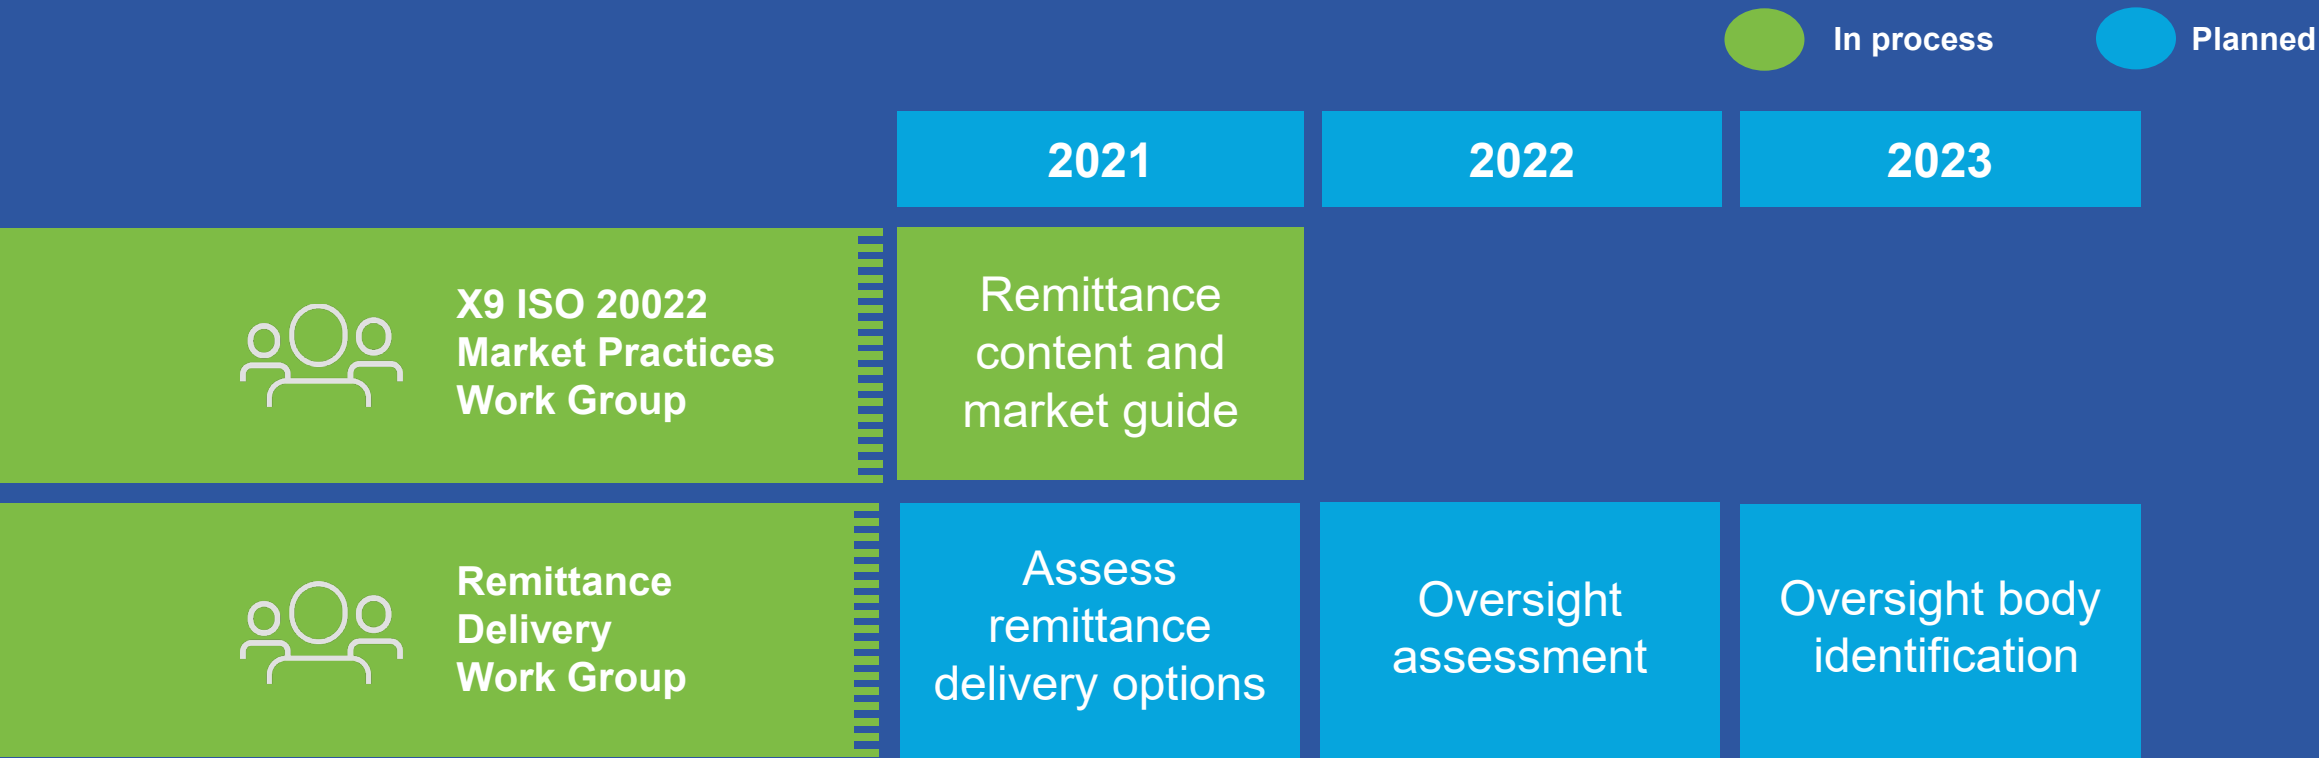 In process
Planned
2021
2022
2023
X9 ISO 20022
Market Practices
Work Group
Remittance
content and
market guide
Remittance
Delivery
Work Group
Assess
remittance
delivery options
Oversight
assessment
Oversight body
identification